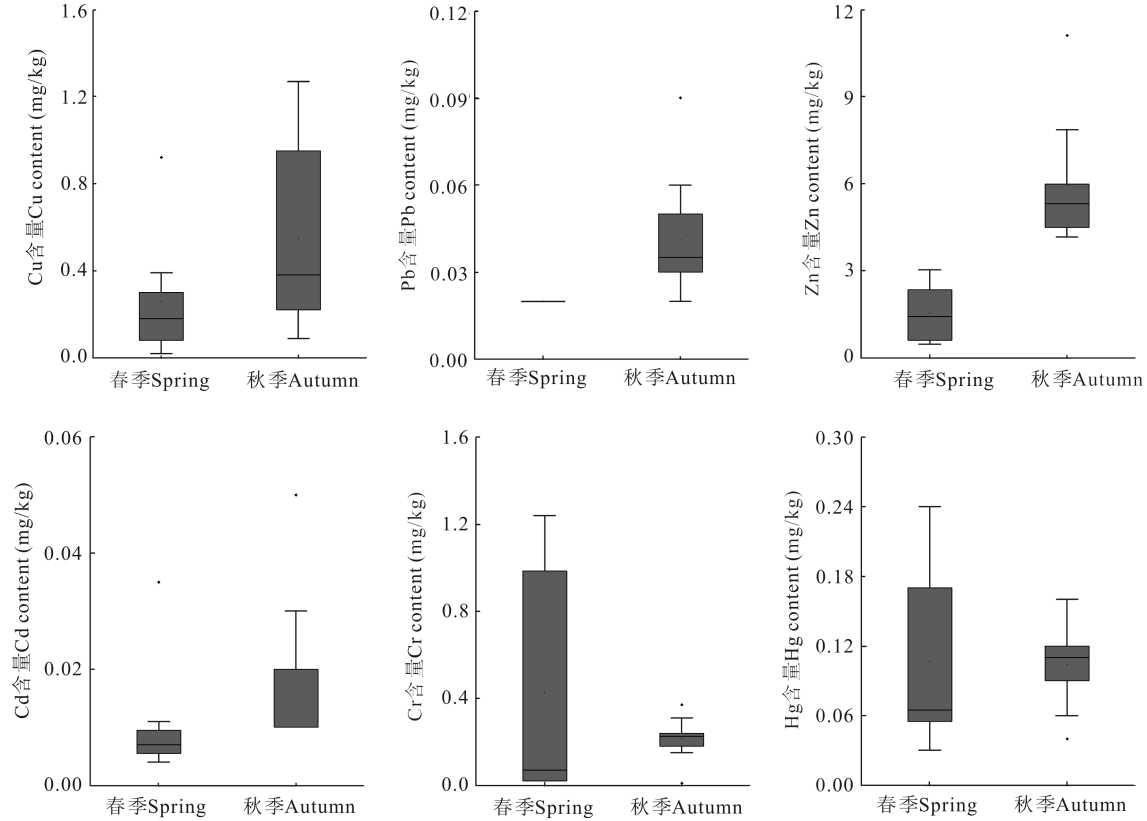 Cu含量Cu content (mg/kg)
1.6
1.2
0.8
0.4
0.0
春季Spring
秋季Autumn
Pb含量Pb content (mg/kg)
0.12
0.09
0.06
0.03
0.00
春季Spring
秋季Autumn
Zn含量Zn content (mg/kg)
12
9
6
3
0
春季Spring
秋季Autumn
Cd含量Cd content (mg/kg)
0.06
0.04
0.02
0.00
春季Spring
秋季Autumn
Cr含量Cr content (mg/kg)
1.6
1.2
0.8
0.4
0.0
春季Spring
秋季Autumn
Hg含量Hg content (mg/kg)
0.30
0.24
0.18
0.12
0.06
0.00
春季Spring
秋季Autumn